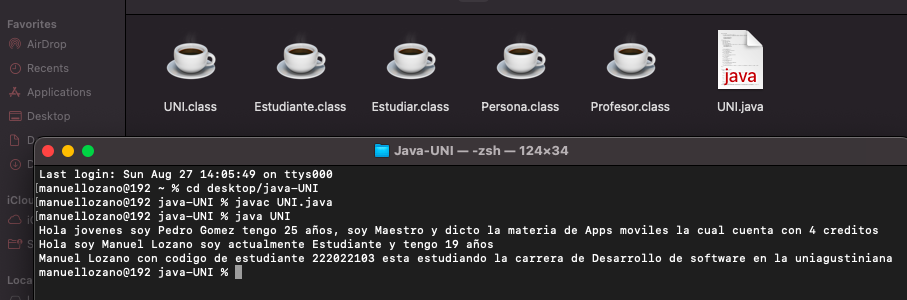 Favorites
AirDrop
Recents
Applications
Desktop
UNI.class
Estudiante.class
Estudiar.class
Persona.class
Profesor.class
java
UNI.java
Java-UNI — -zsh — 124×34
Last login: Sun Aug 27 14:05:49 on ttys000
[manuellozano@192 ~ % cd desktop/java-UNI
[manuellozano@192 java-UNI % javac UNI.java
[manuellozano@192 java-UNI % java UNI
Hola jovenes soy Pedro Gomez tengo 25 años, soy Maestro y dicto la materia de Apps moviles la cual cuenta con 4 creditos
Hola soy Manuel Lozano soy actualmente Estudiante y tengo 19 años
Manuel Lozano con codigo de estudiante 222022103 esta estudiando la carrera de Desarrollo de software en la uniagustiniana
manuellozano@192 java-UNI %